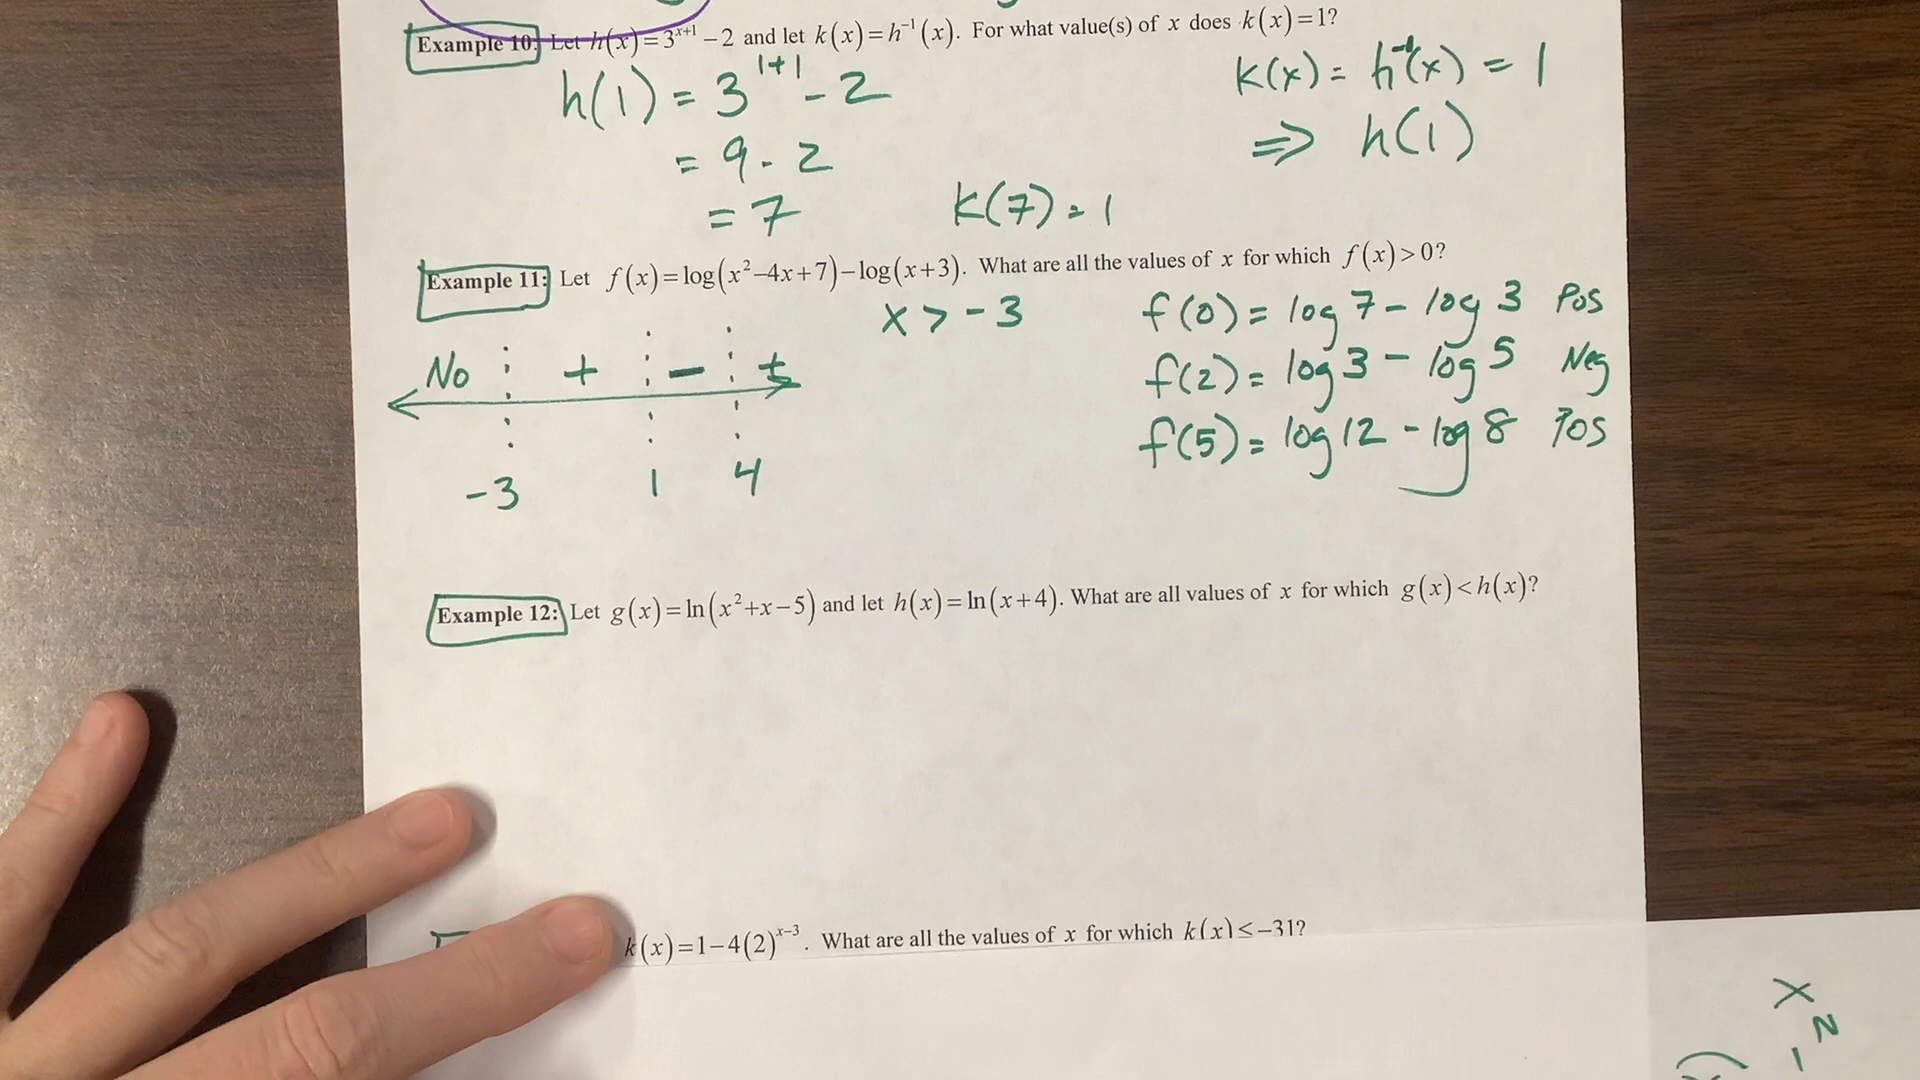 Example 10: Let h(x)=3^{x+1}−2 and let k(x)=h^{-1}(x). For what value(s) of x does k(x)=1?
h(1) = 3^{1+1} - 2
= 9 - 2
= 7
k(7) = 1
k(x) = h^{-1}(x) = 1
⇒ h(1)
Example 11: Let f(x)=log(x²−4x+7)−log(x+3). What are all the values of x for which f(x)>0?
x > -3
No + − +
-3 1 4
f(0) = log 7 - log 3 Pos
f(2) = log 3 - log 5 Neg
f(5) = log 12 - log 8 Pos
Example 12: Let g(x)=ln(x²+x−5) and let h(x)=ln(x+4). What are all values of x for which g(x)<h(x)?
k(x)=1−4(2)^{x−3}. What are all the values of x for which k(x)≤−31?
x